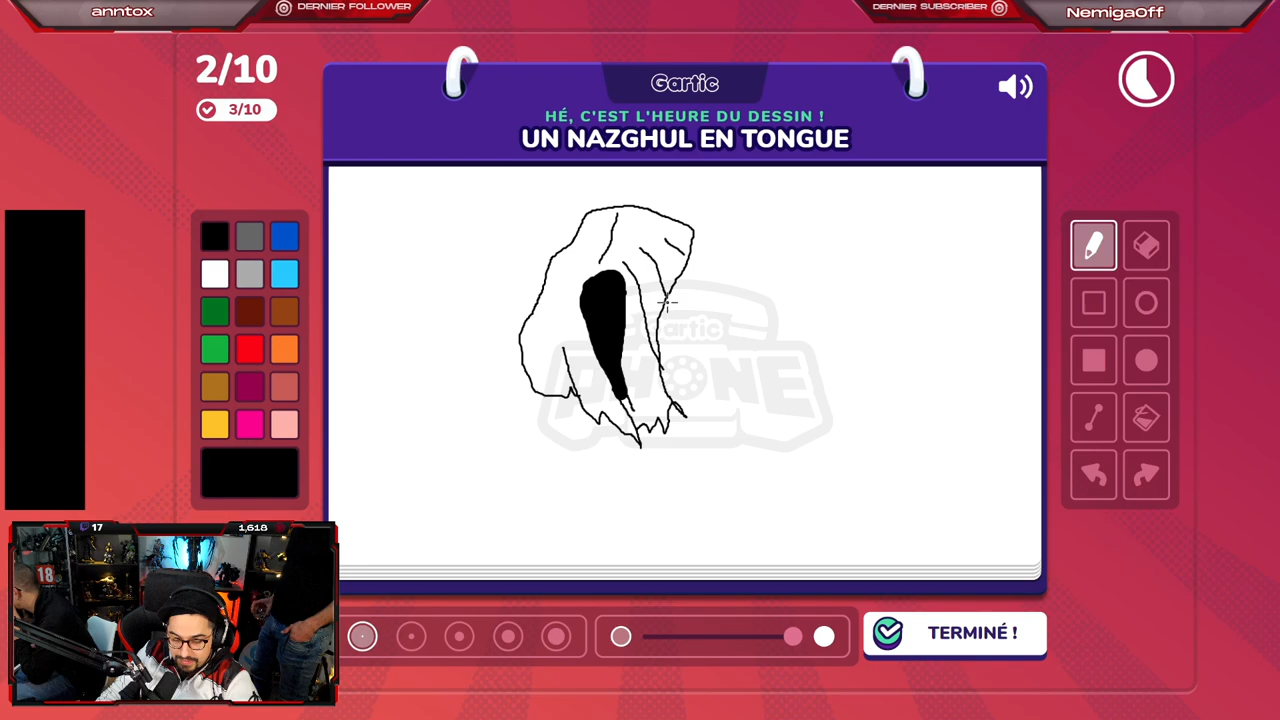 anntox
DERNIER FOLLOWER
DERNIER SUBSCRIBER
NemigaOff
2/10
3/10
Gartic
HÉ, C'EST L'HEURE DU DESSIN !
UN NAZGHUL EN TONGUE
Gartic
PHONE
17
1,618
18
TERMINÉ !